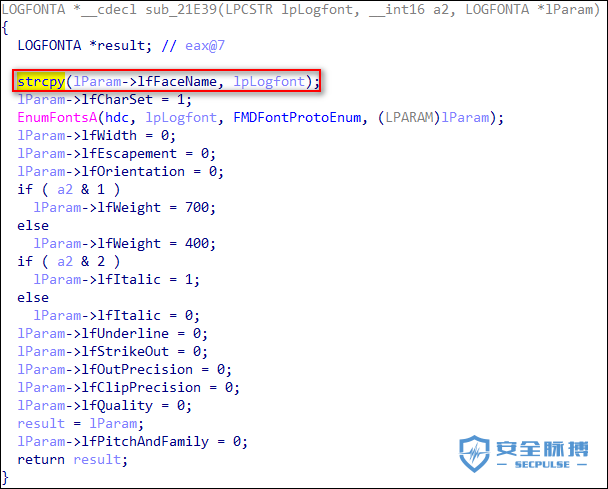 LOGFONTA *__cdecl sub_21E39(LPCSTR lpLogfont, __int16 a2, LOGFONTA *lParam)
{
  LOGFONTA *result; // eax@7
  strcpy(lParam->lfFaceName, lpLogfont);
  lParam->lfCharSet = 1;
  EnumFontsA(hdc, lpLogfont, FMDFontProtoEnum, (LPARAM)lParam);
  lParam->lfWidth = 0;
  lParam->lfEscapement = 0;
  lParam->lfOrientation = 0;
  if ( a2 & 1 )
    lParam->lfWeight = 700;
  else
    lParam->lfWeight = 400;
  if ( a2 & 2 )
    lParam->lfItalic = 1;
  else
    lParam->lfItalic = 0;
  lParam->lfUnderline = 0;
  lParam->lfStrikeOut = 0;
  lParam->lfOutPrecision = 0;
  lParam->lfClipPrecision = 0;
  lParam->lfQuality = 0;
  result = lParam;
  lParam->lfPitchAndFamily = 0;
  return result;
}
安全脉搏
SECPULSE